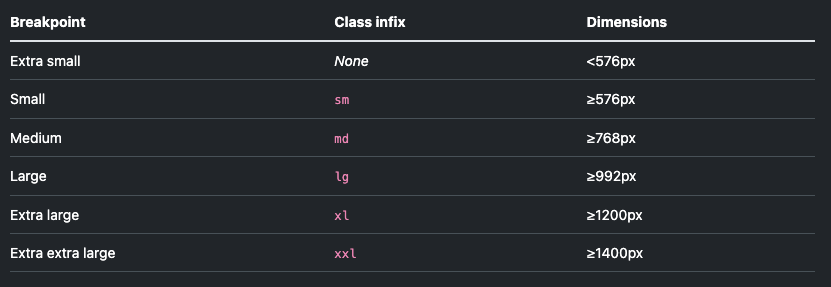 Breakpoint Class infix Dimensions
Extra small None <576px
Small sm ≥576px
Medium md ≥768px
Large lg ≥992px
Extra large xl ≥1200px
Extra extra large xxl ≥1400px